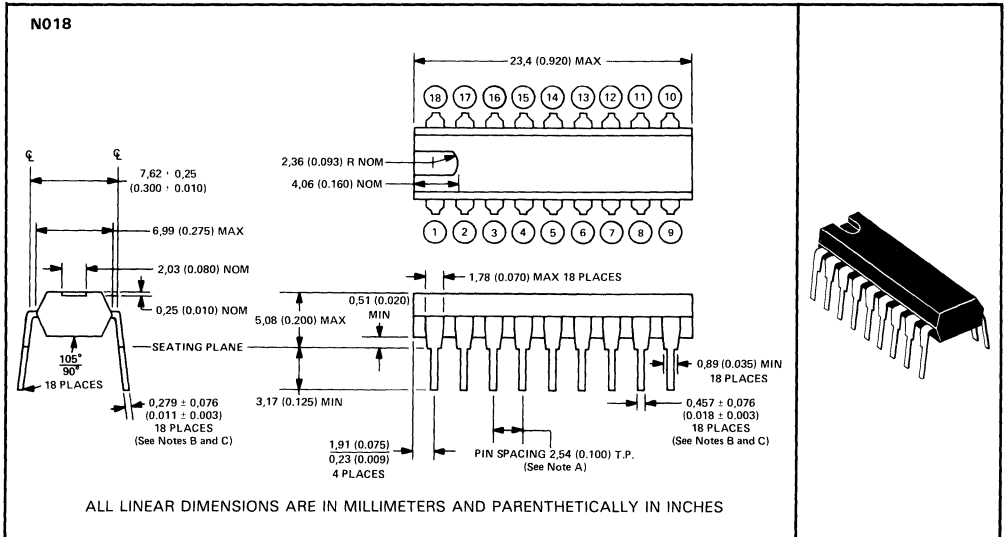 N018
23,4 (0.920) MAX
18 17 16 15 14 13 12 11 10
2,36 (0.093) R NOM
4,06 (0.160) NOM
1 2 3 4 5 6 7 8 9
℄ ℄
7,62 ± 0,25
(0.300 ± 0.010)
6,99 (0.275) MAX
2,03 (0.080) NOM
0,25 (0.010) NOM
105°
90°
18 PLACES
0,279 ± 0,076
(0.011 ± 0.003)
18 PLACES
(See Notes B and C)
1,78 (0.070) MAX 18 PLACES
0,51 (0.020)
MIN
5,08 (0.200) MAX
SEATING PLANE
3,17 (0.125) MIN
0,89 (0.035) MIN
18 PLACES
0,457 ± 0,076
(0.018 ± 0.003)
18 PLACES
(See Notes B and C)
1,91 (0.075)
0,23 (0.009)
4 PLACES
PIN SPACING 2,54 (0.100) T.P.
(See Note A)
ALL LINEAR DIMENSIONS ARE IN MILLIMETERS AND PARENTHETICALLY IN INCHES